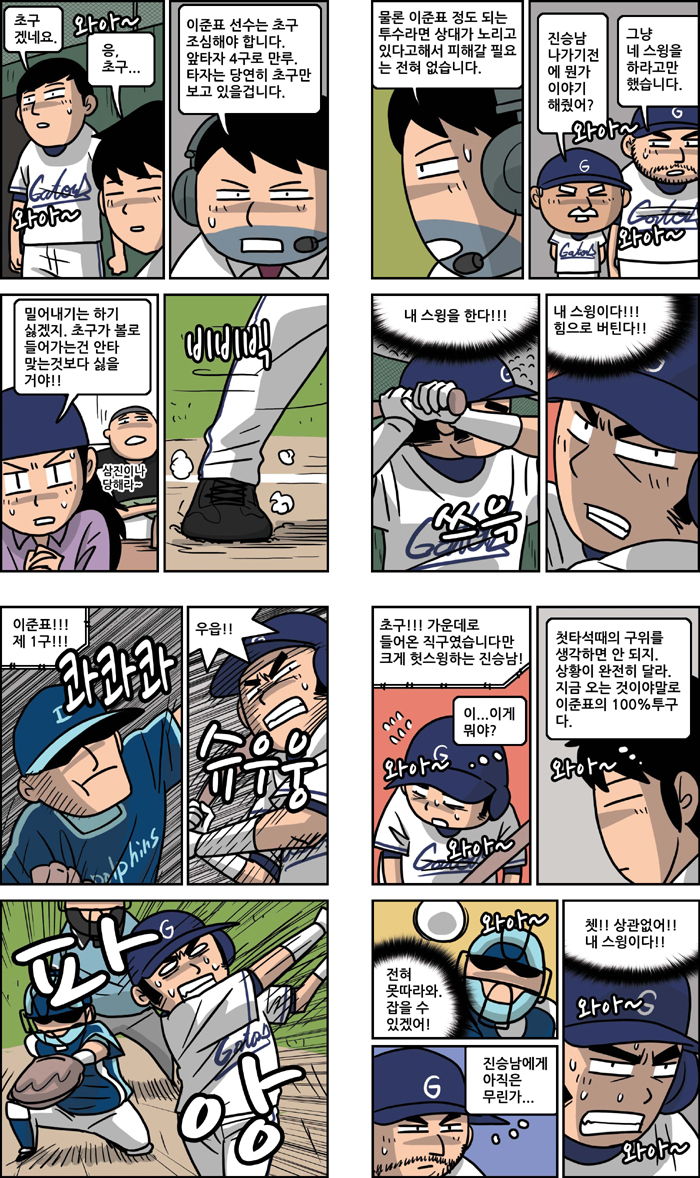 초구
겠네요.
와아~
응,
초구...
Gators
와아~
이준표 선수는 초구
조심해야 합니다.
앞타자 4구로 만루.
타자는 당연히 초구만
보고 있을겁니다.
밀어내기는 하기
싫겠지. 초구가 볼로
들어가는건 안타
맞는것보다 싫을
거야!!
삼진이나
당해라~
비비빅
물론 이준표 정도 되는
투수라면 상대가 노리고
있다고해서 피해갈 필요
는 전혀 없습니다.
진승남
나가기전
에 뭔가
이야기
해줬어?
그냥
네 스윙을
하라고만
했습니다.
와아~
G
G
Gators
Gators
와아~
내 스윙을 한다!!!
G
Gators
쓰윽
내 스윙이다!!!
힘으로 버틴다!!
이준표!!!
제 1구!!!
콰콰콰
Dolphins
우읍!!
슈우웅
파
앙
G
Gators
초구!!! 가운데로
들어온 직구였습니다만
크게 헛스윙하는 진승남!
이...이게
뭐야?
와아~
G
Gators
와아~
첫타석때의 구위를
생각하면 안 되지.
상황이 완전히 달라.
지금 오는 것이야말로
이준표의 100%투구
다.
와아~
와아~
전혀
못따라와.
잡을 수
있겠어!
진승남에게
아직은
무린가...
G
쳇!! 상관없어!!
내 스윙이다!!
와아~
G
와아~